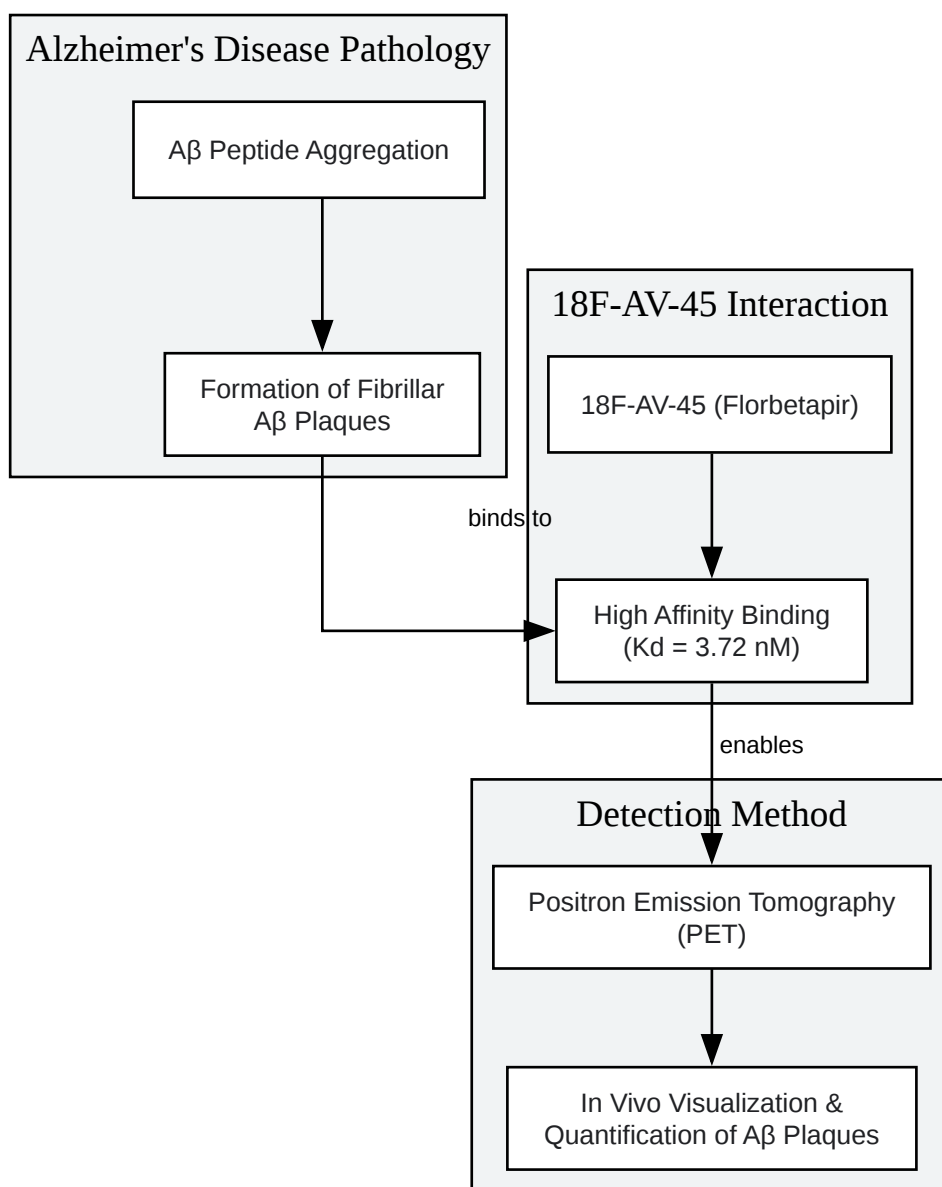 Alzheimer's Disease Pathology
Aβ Peptide Aggregation
Formation of Fibrillar
Aβ Plaques
binds to
18F-AV-45 Interaction
18F-AV-45 (Florbetapir)
High Affinity Binding
(Kd = 3.72 nM)
enables
Detection Method
Positron Emission Tomography
(PET)
In Vivo Visualization &
Quantification of Aβ Plaques